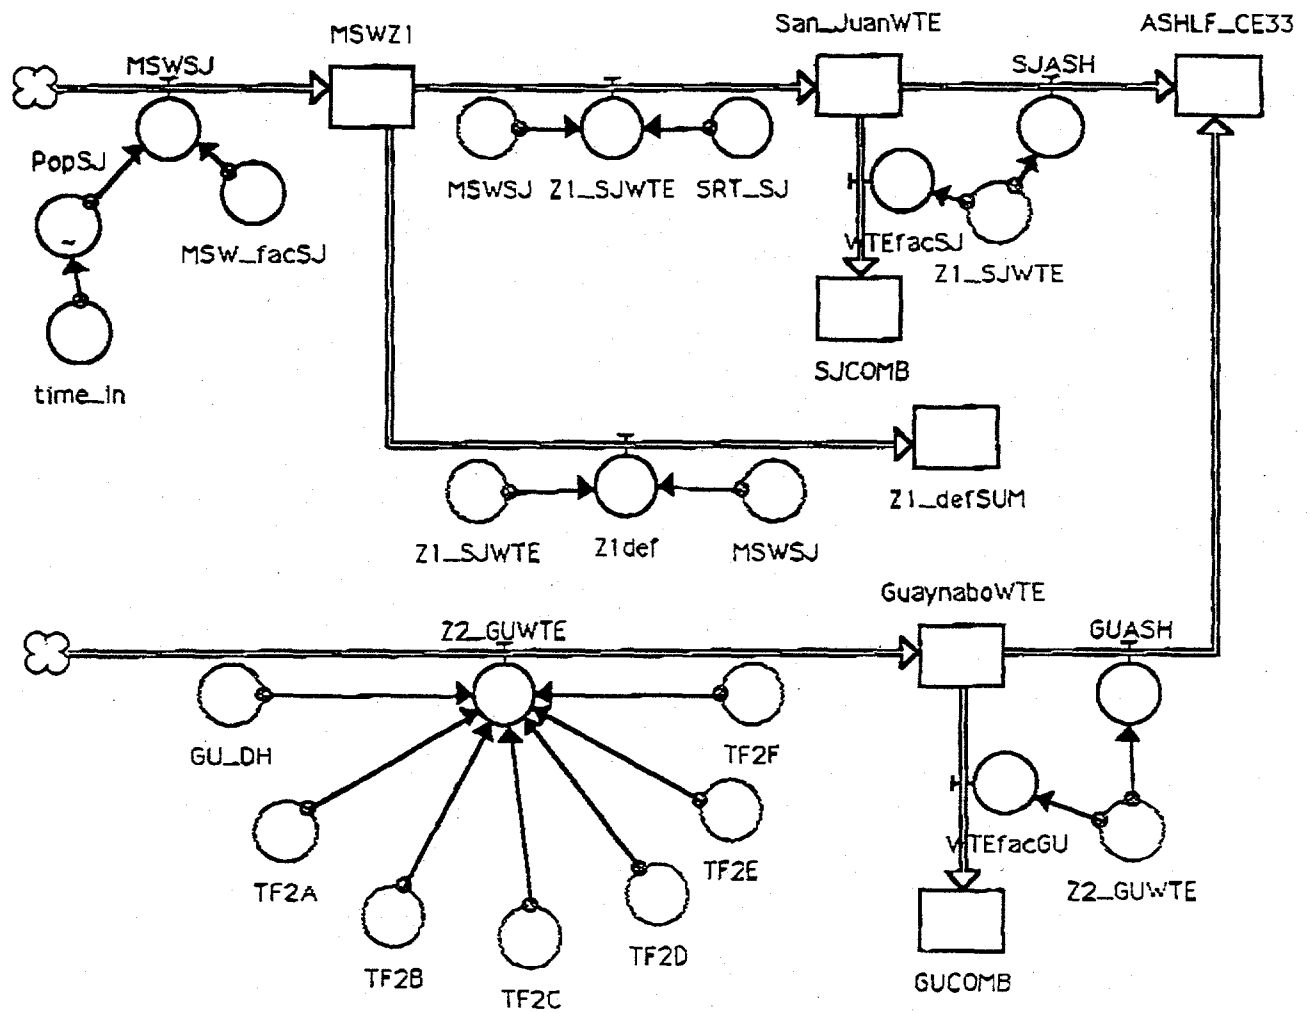 MSWZ1
San_JuanWTE
ASHLF_CE33
MSWSJ
SJASH
PopSJ
MSWSJ
Z1_SJWTE
SRT_SJ
MSW_facSJ
WTEfacSJ
Z1_SJWTE
~
time_in
SJCOMB
Z1_defSUM
Z1_SJWTE
Z1def
MSWSJ
GuaynaboWTE
Z2_GUWTE
GUASH
GU_DH
TF2F
TF2A
TF2E
WTEfacGU
Z2_GUWTE
TF2B
TF2D
TF2C
GUCOMB